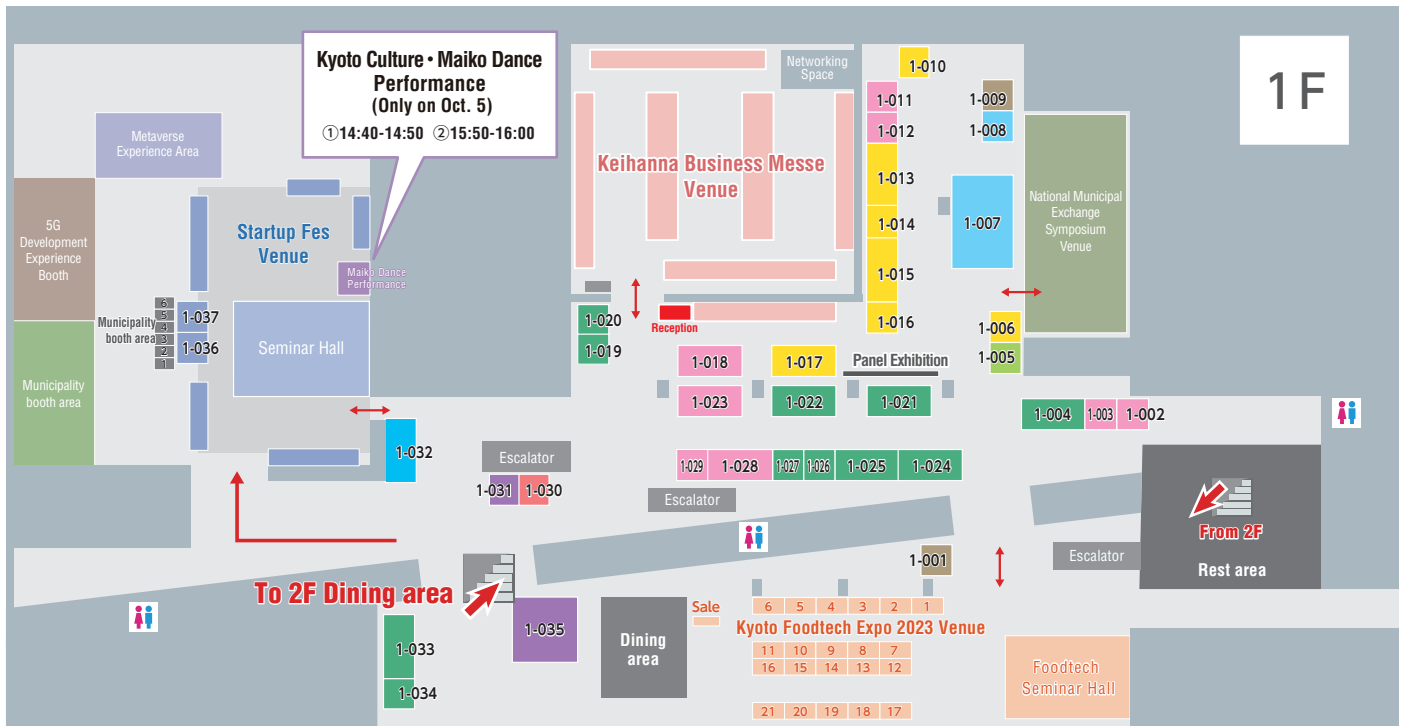 Kyoto Culture・Maiko Dance
Performance
(Only on Oct. 5)
①14:40-14:50 ②15:50-16:00
1F
Networking
Space
1-010
1-011
1-009
1-012
1-008
Metaverse
Experience Area
Keihanna Business Messe
Venue
1-013
1-014
1-007
1-015
1-016
National Municipal
Exchange
Symposium
Venue
5G
Development
Experience
Booth
Startup Fes
Venue
Maiko Dance
Performance
6
5
4
3
2
1
Municipality
booth area
1-037
1-036
Seminar Hall
Municipality
booth area
1-020
1-019
Reception
1-006
1-005
1-018
1-017
Panel Exhibition
1-023
1-022
1-021
1-004
1-003
1-002
1-032
Escalator
1-031
1-030
1-029
1-028
1-027
1-026
1-025
1-024
Escalator
From 2F
Rest area
Escalator
1-001
To 2F Dining area
1-035
1-033
1-034
Dining
area
Sale
6 5 4 3 2 1
Kyoto Foodtech Expo 2023 Venue
11 10 9 8 7
16 15 14 13 12
21 20 19 18 17
Foodtech
Seminar Hall